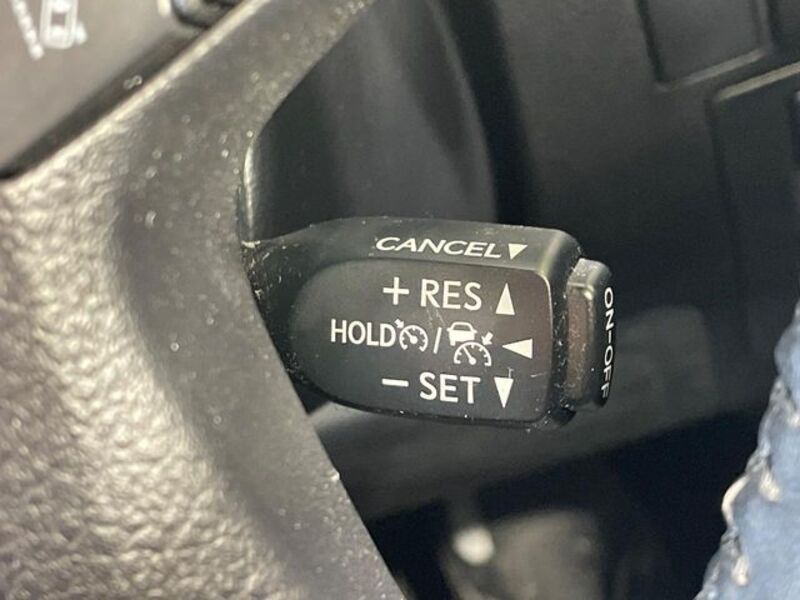 CANCEL▼
+ RES ▲
HOLD / ◀
− SET ▼
ON-OFF